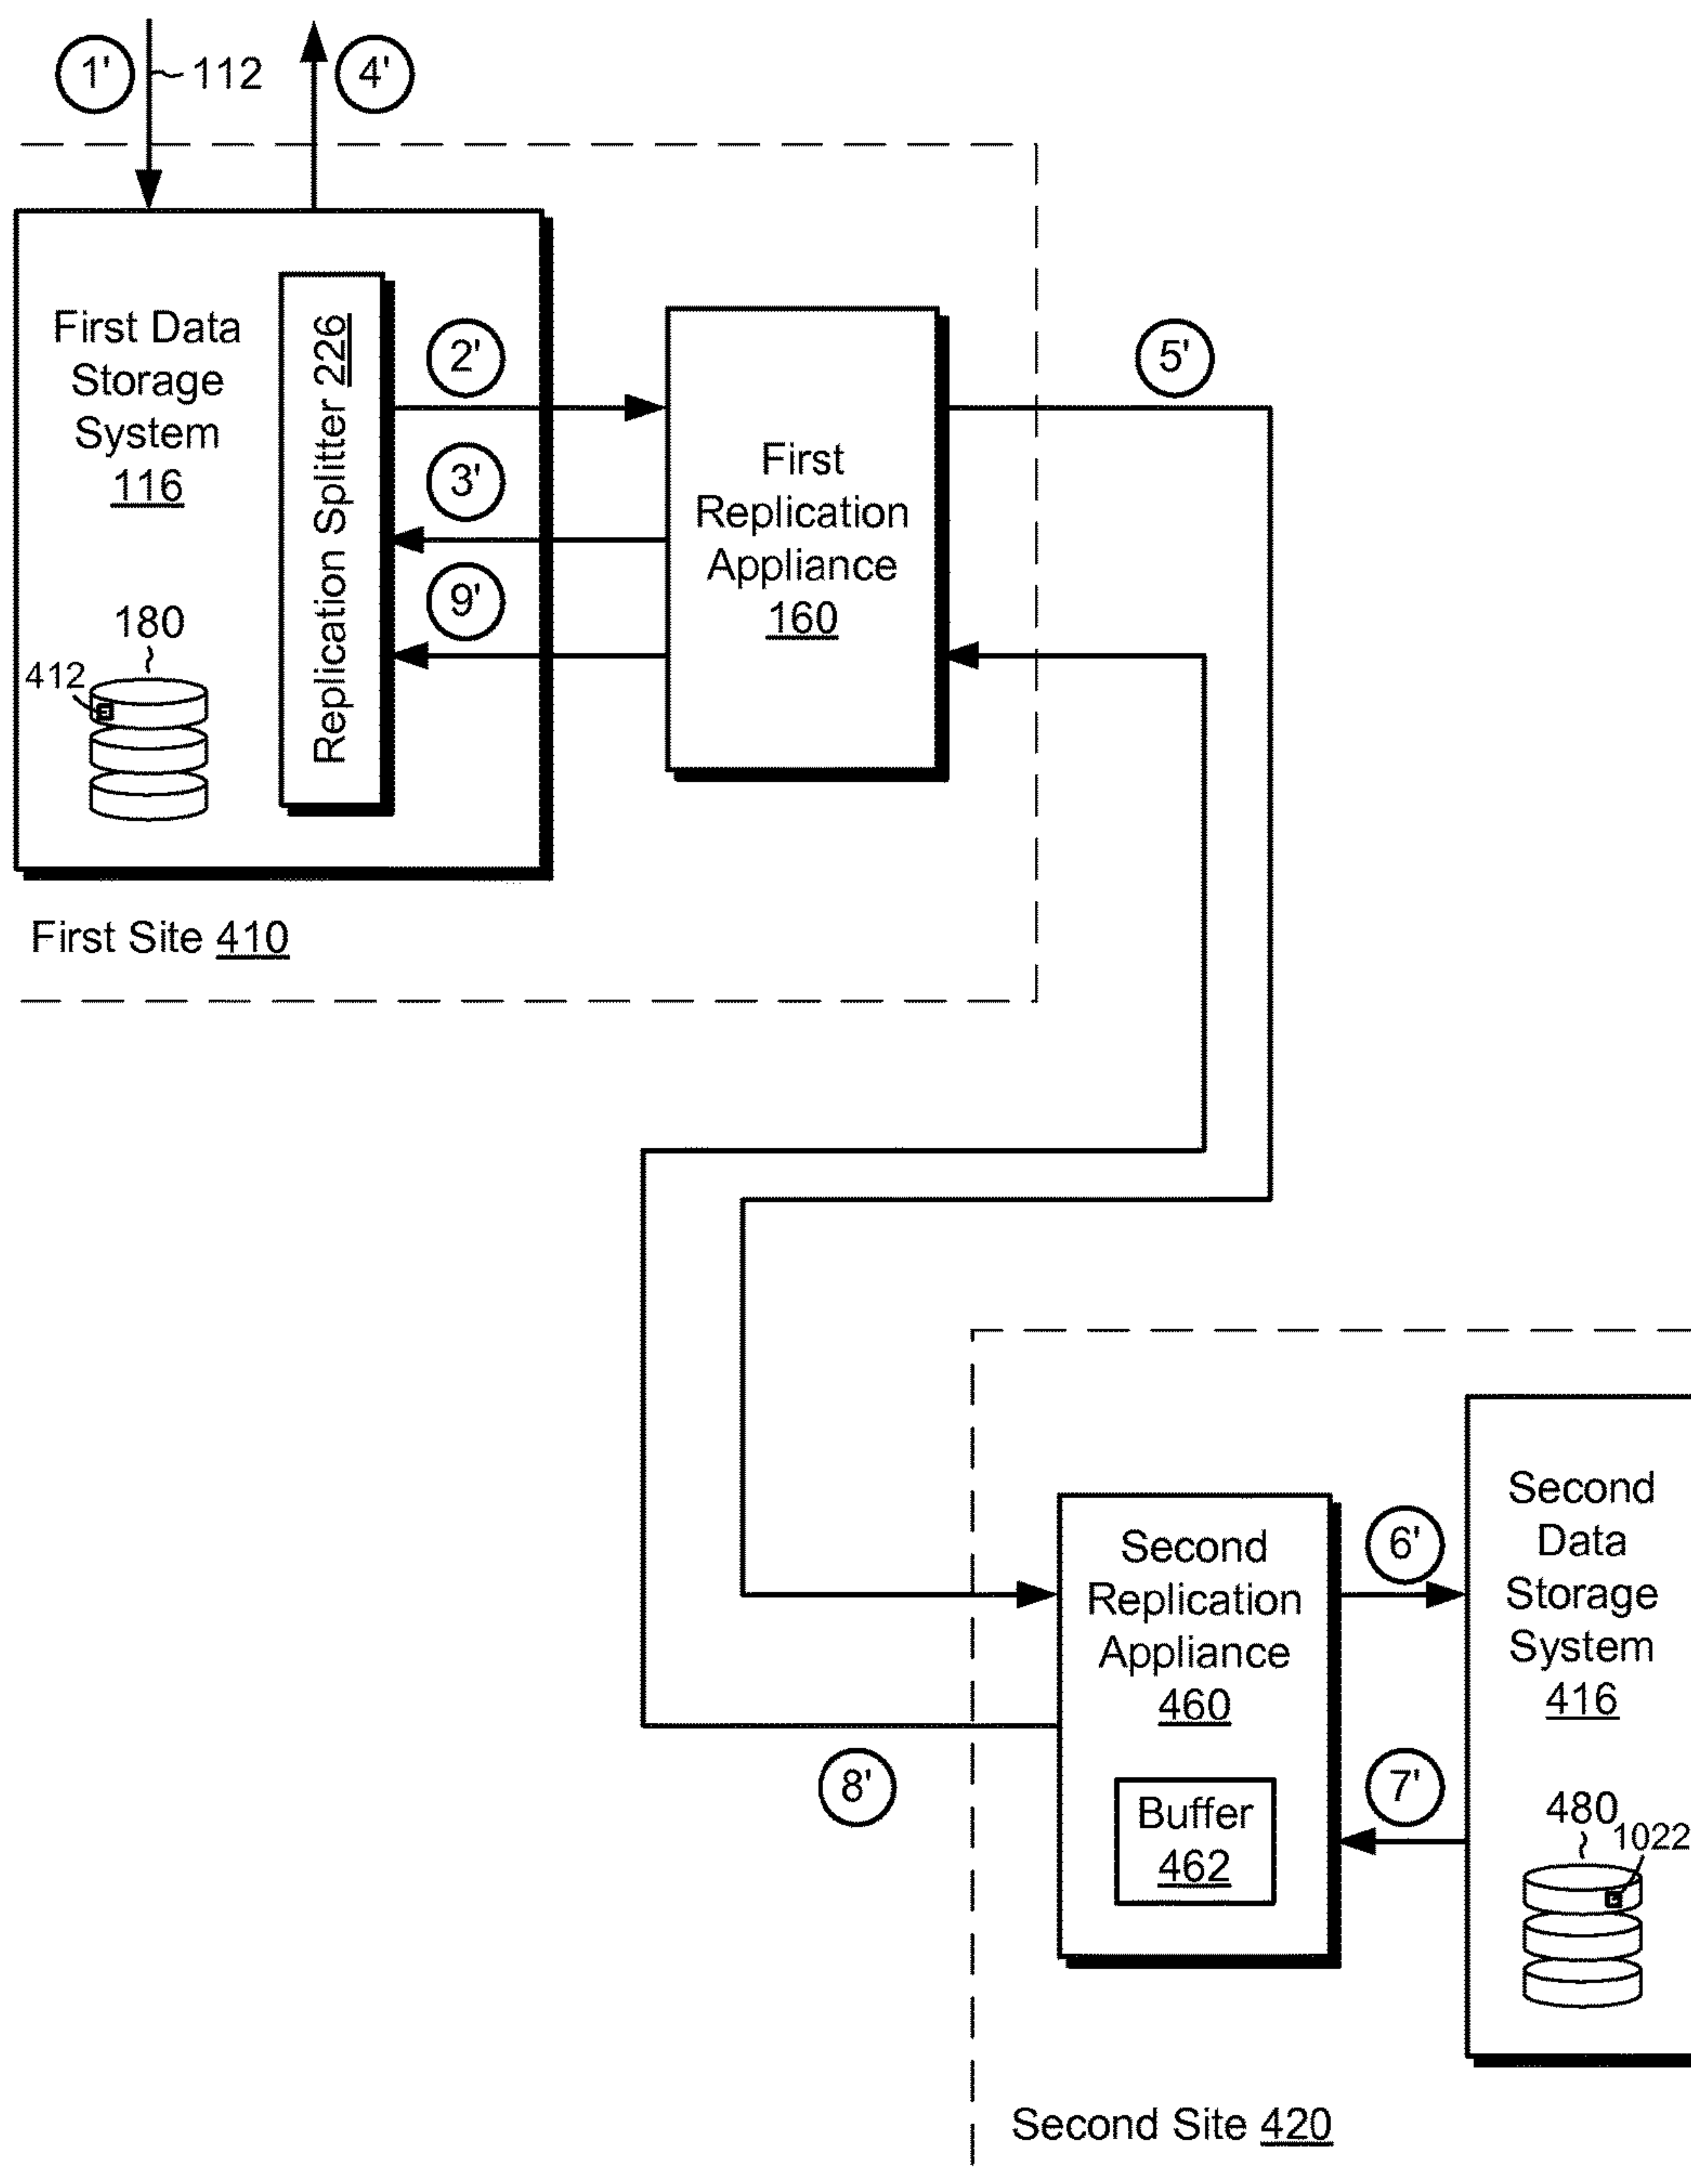 1'
112
4'
First Data
Storage
System
116
Replication Splitter 226
2'
3'
9'
180
412
First
Replication
Appliance
160
5'
First Site 410
Second
Replication
Appliance
460
Buffer
462
6'
7'
8'
Second
Data
Storage
System
416
480
1022
Second Site 420